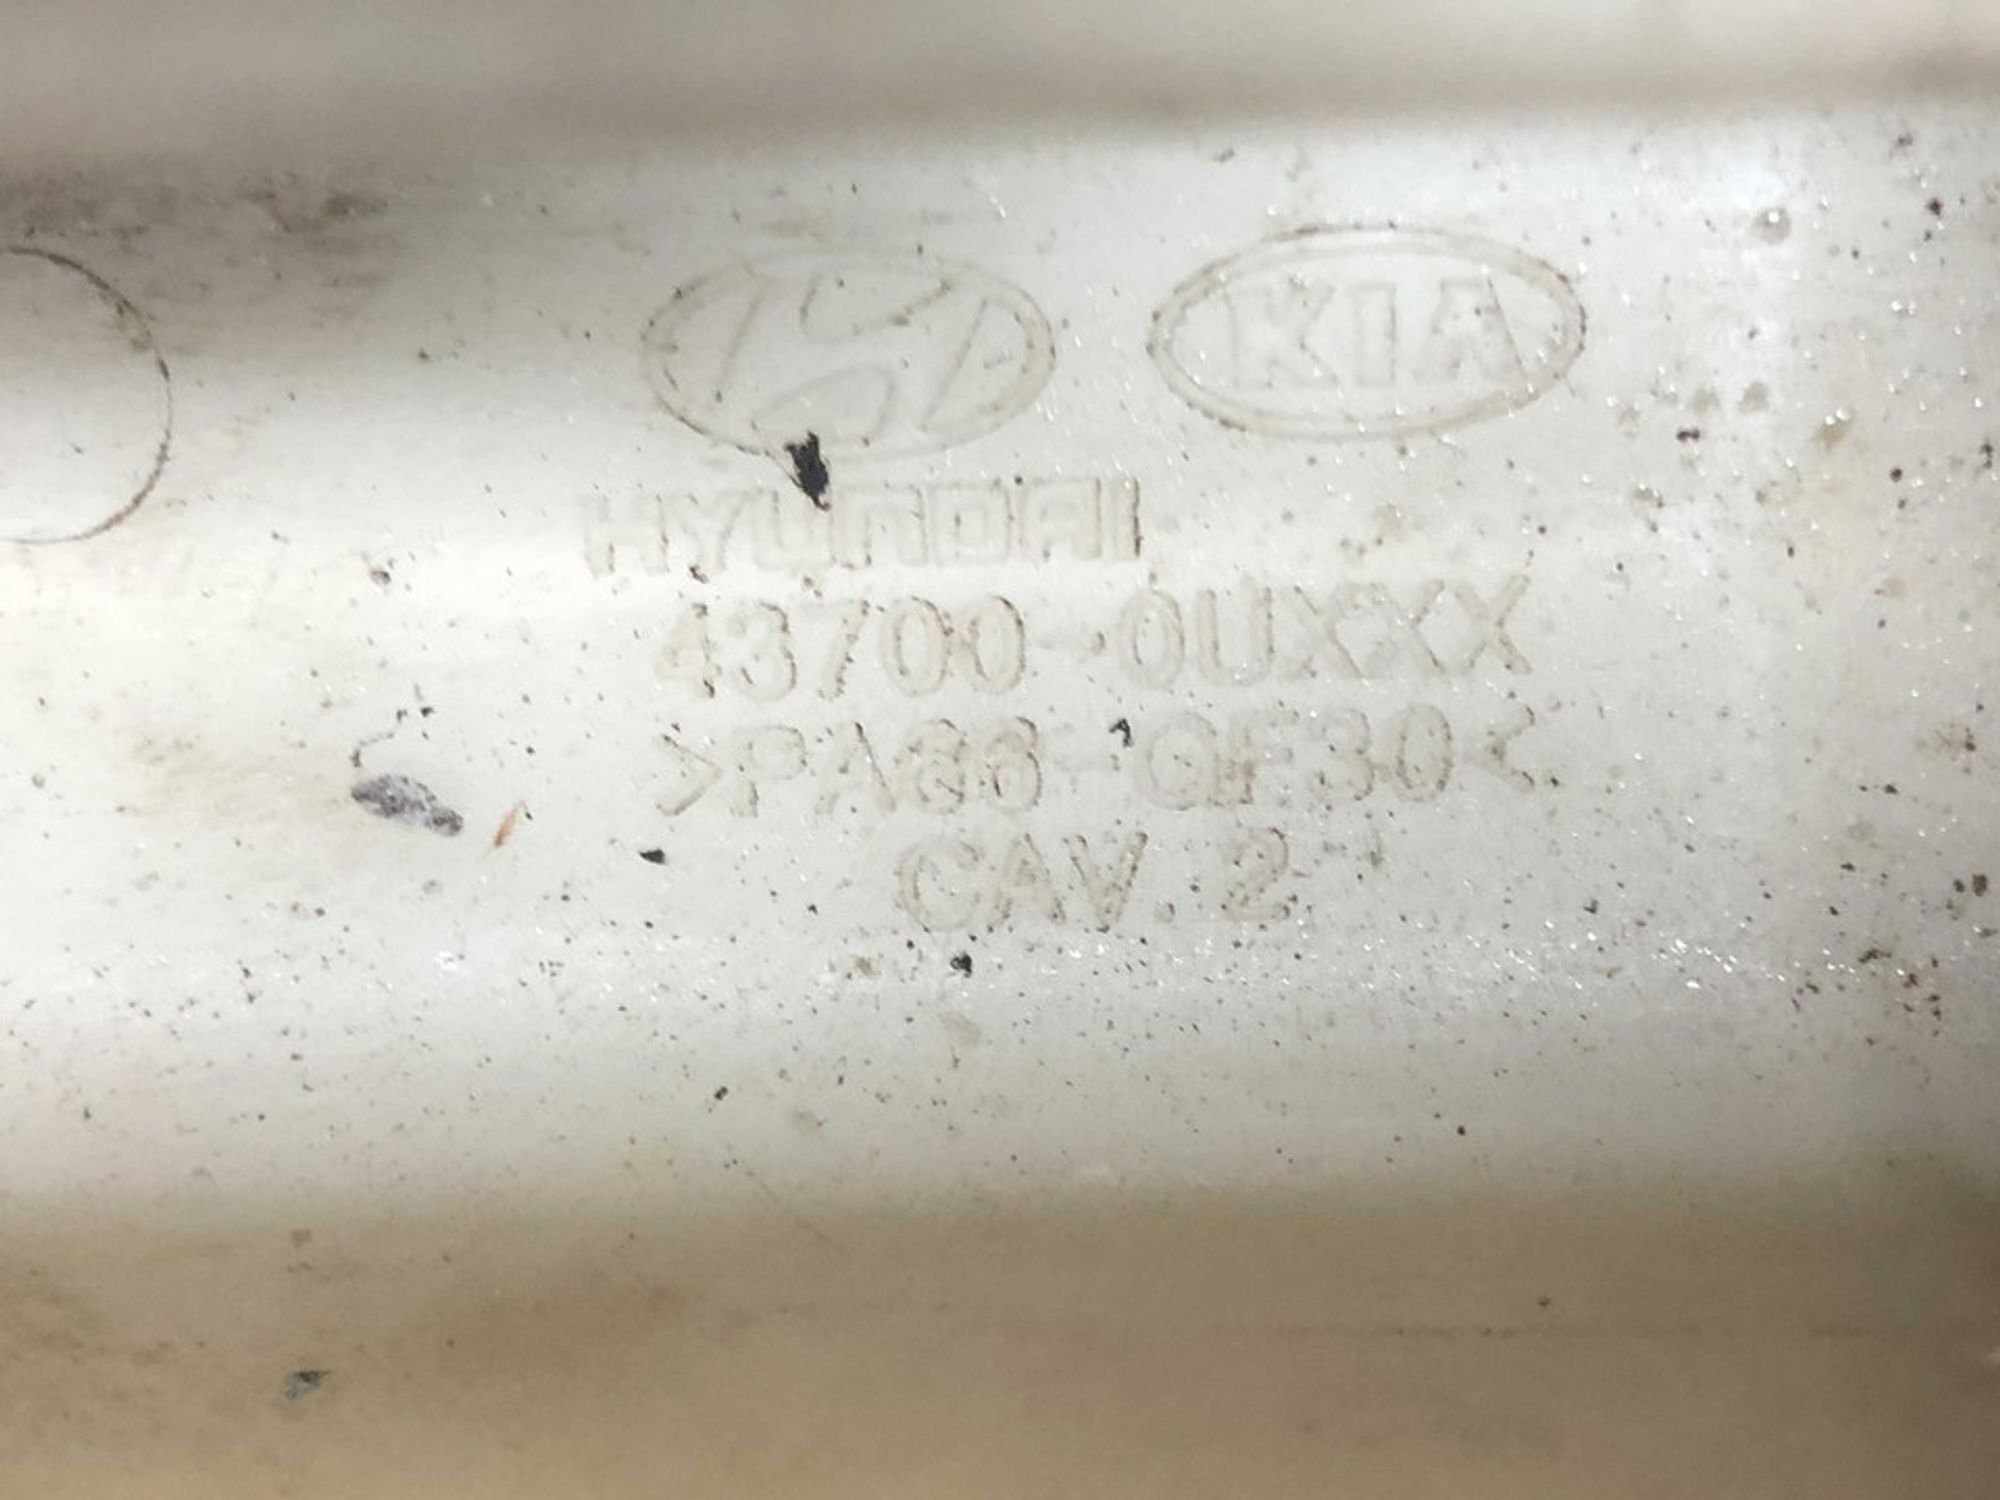 KIA
HYUNDAI
43700-0UXXX
>PA66-GF30<
CAV. 2